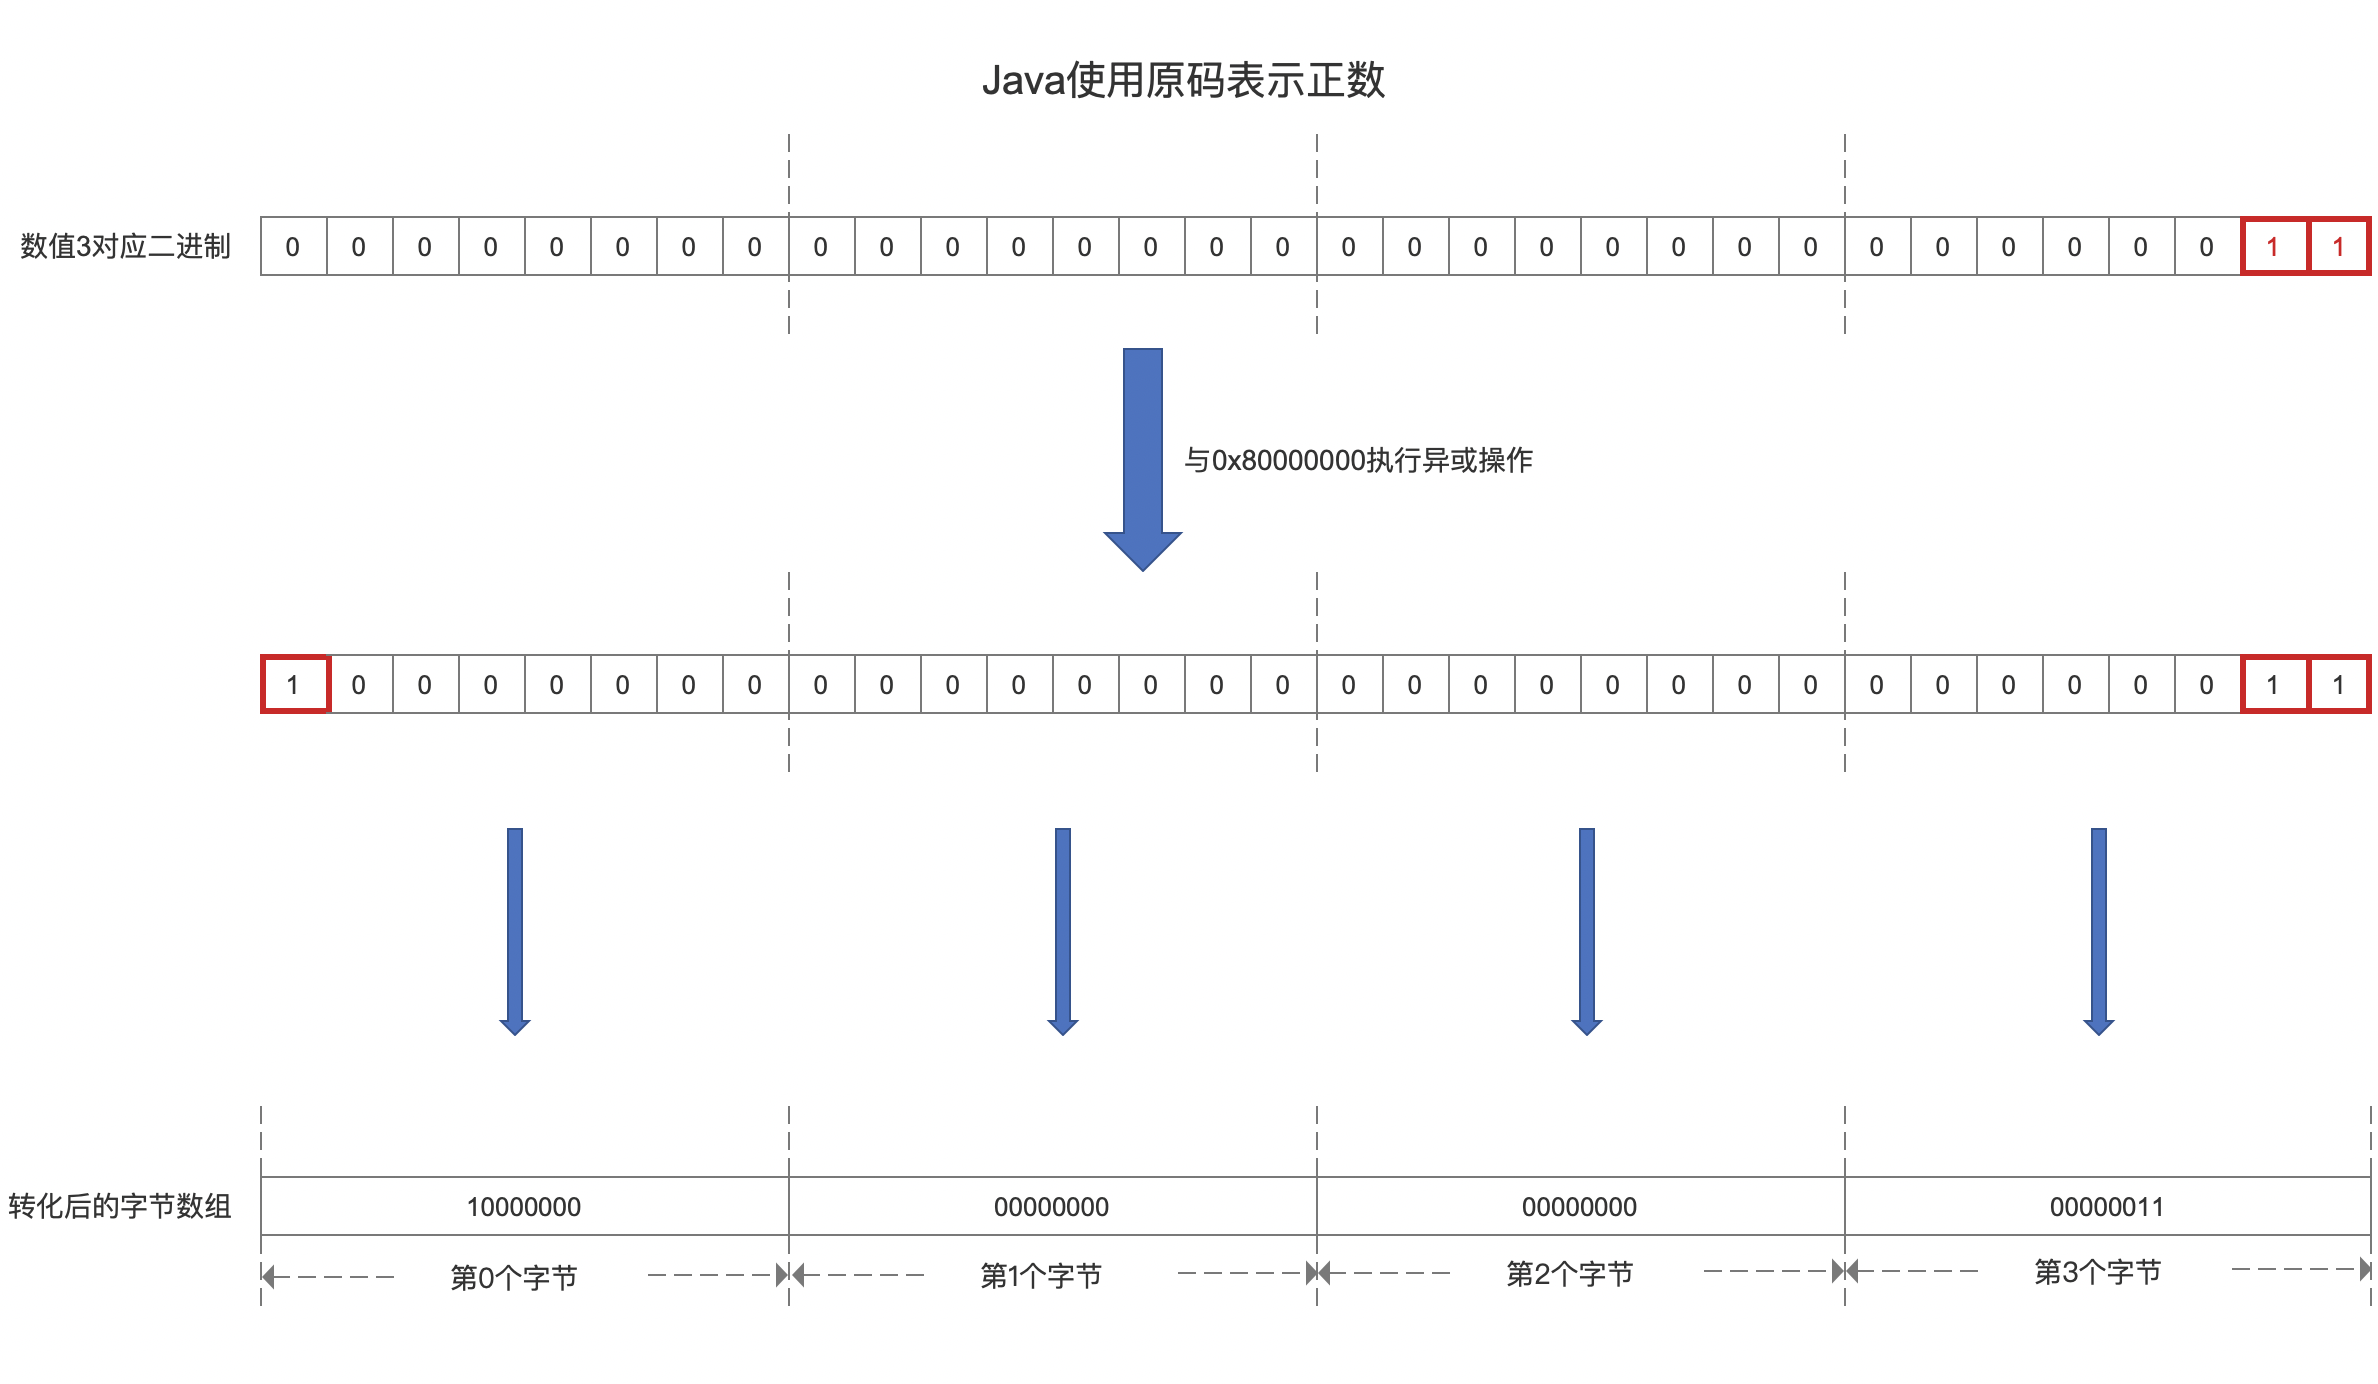 Java使用原码表示正数
数值3对应二进制 0 0 0 0 0 0 0 0 0 0 0 0 0 0 0 0 0 0 0 0 0 0 0 0 0 0 0 0 0 0 1 1
与0x80000000执行异或操作
1 0 0 0 0 0 0 0 0 0 0 0 0 0 0 0 0 0 0 0 0 0 0 0 0 0 0 0 0 0 1 1
转化后的字节数组 10000000 00000000 00000000 00000011
第0个字节 第1个字节 第2个字节 第3个字节